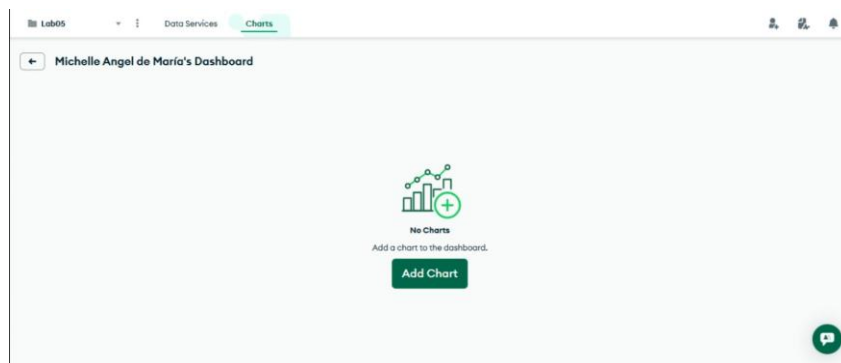 Lab05 Data Services Charts
Michelle Angel de María's Dashboard
No Charts
Add a chart to the dashboard.
Add Chart